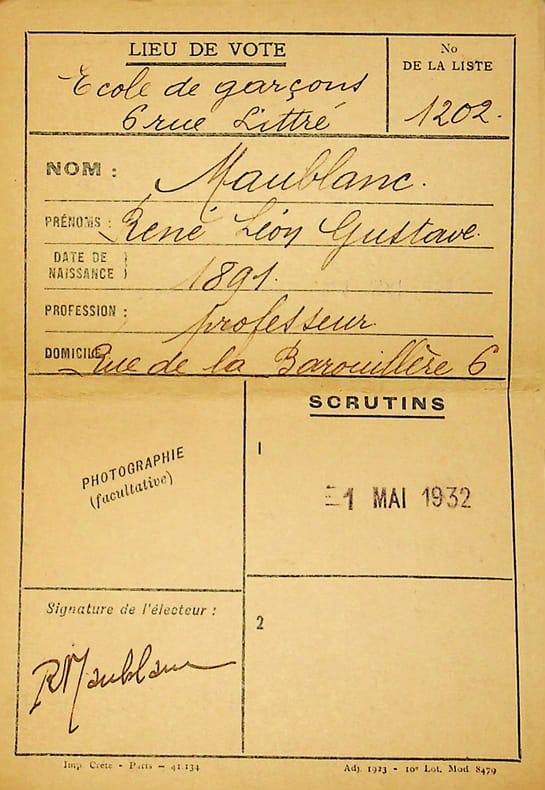 LIEU DE VOTE
Ecole de garçons
6 rue Littré
No
DE LA LISTE
1202.
NOM : Maublanc.
PRÉNOMS : René Léon Gustave.
DATE DE
NAISSANCE } 1891.
PROFESSION : professeur.
DOMICILE Rue de la Barouillère 6
PHOTOGRAPHIE
(facultative)
SCRUTINS
1
1 MAI 1932
Signature de l'électeur :
RMaublanc
2
Imp. Crété - Paris - 41.134
Adj. 1923 - 10e Lot. Mod. 8479